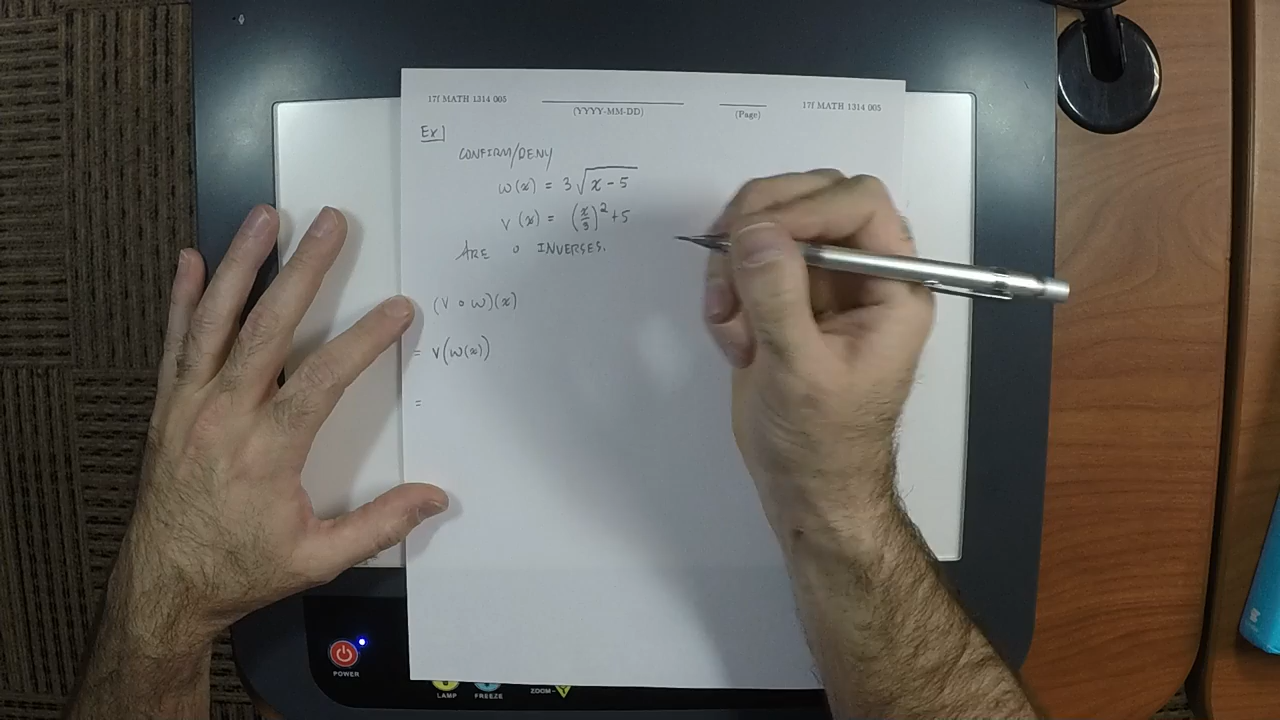 17f MATH 1314 005 (YYYY-MM-DD) (Page) 17f MATH 1314 005
Ex]
CONFIRM/DENY
w(x) = 3√(x-5)
v(x) = (x/3)² + 5
ARE ∘ INVERSES.
(v ∘ w)(x)
= v(w(x))
=
POWER
LAMP FREEZE ZOOM-